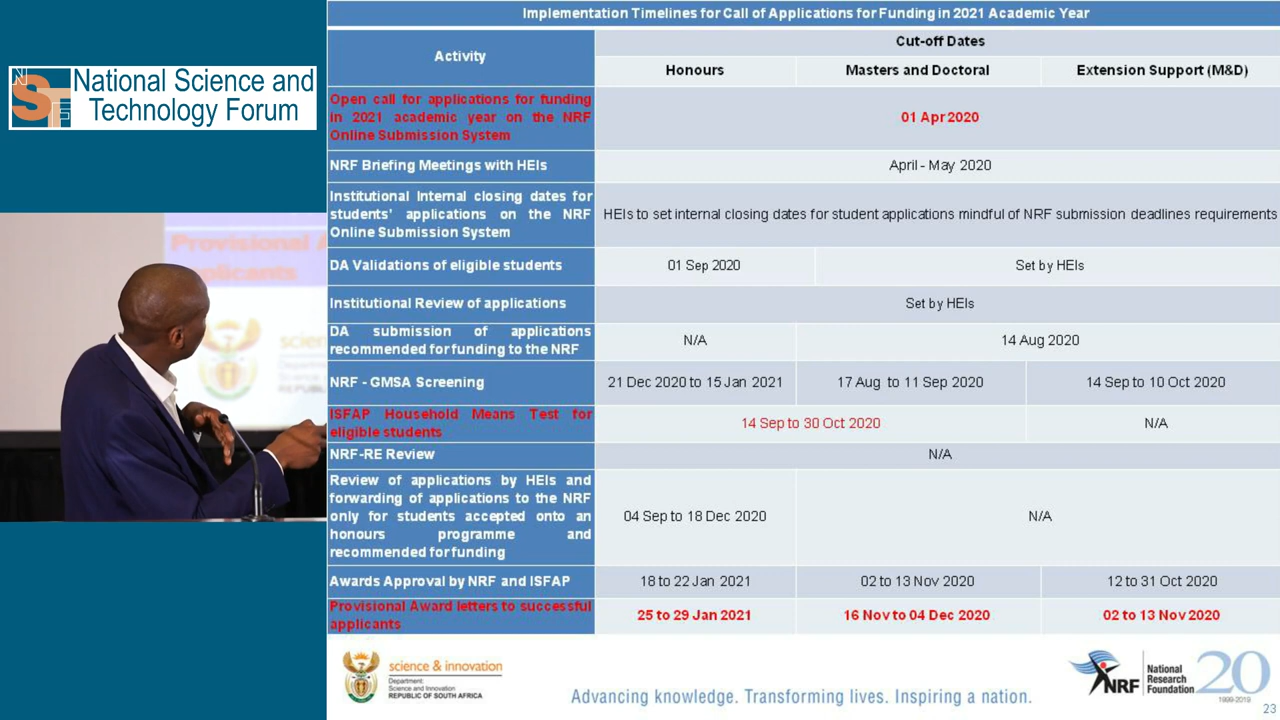 Implementation Timelines for Call of Applications for Funding in 2021 Academic Year
Activity
Cut-off Dates
Honours
Masters and Doctoral
Extension Support (M&D)
Open call for applications for funding
in 2021 academic year on the NRF
Online Submission System
01 Apr 2020
NRF Briefing Meetings with HEIs
April - May 2020
Institutional Internal closing dates for
students' applications on the NRF
Online Submission System
HEIs to set internal closing dates for student applications mindful of NRF submission deadlines requirements
DA Validations of eligible students
01 Sep 2020
Set by HEIs
Institutional Review of applications
Set by HEIs
DA submission of applications
recommended for funding to the NRF
N/A
14 Aug 2020
NRF - GMSA Screening
21 Dec 2020 to 15 Jan 2021
17 Aug to 11 Sep 2020
14 Sep to 10 Oct 2020
ISFAP Household Means Test for
eligible students
14 Sep to 30 Oct 2020
N/A
NRF-RE Review
N/A
Review of applications by HEIs and
forwarding of applications to the NRF
only for students accepted onto an
honours programme and
recommended for funding
04 Sep to 18 Dec 2020
N/A
Awards Approval by NRF and ISFAP
18 to 22 Jan 2021
02 to 13 Nov 2020
12 to 31 Oct 2020
Provisional Award letters to successful
applicants
25 to 29 Jan 2021
16 Nov to 04 Dec 2020
02 to 13 Nov 2020
NSTF
National Science and
Technology Forum
Provisional A
applicants
scien
Department
Science
REPUBLIC
science & innovation
Department:
Science and Innovation
REPUBLIC OF SOUTH AFRICA
Advancing knowledge. Transforming lives. Inspiring a nation.
NRF
National
Research
Foundation
20
1999-2019
23